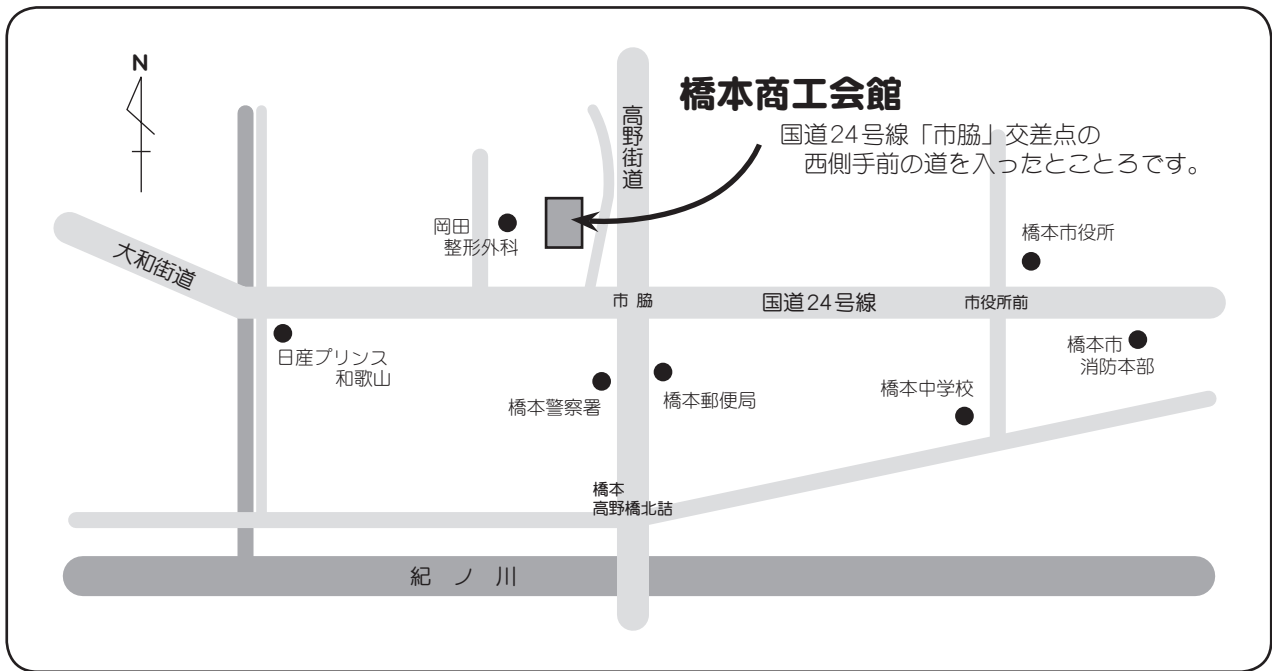 N
橋本商工会館
国道24号線「市脇」交差点の
西側手前の道を入ったとことろです。
高野街道
岡田
整形外科
橋本市役所
大和街道
市脇
国道24号線
市役所前
日産プリンス
和歌山
橋本市
消防本部
橋本警察署
橋本郵便局
橋本中学校
橋本
高野橋北詰
紀ノ川